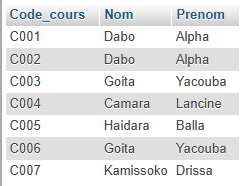 Code_cours Nom Prenom
C001 Dabo Alpha
C002 Dabo Alpha
C003 Goita Yacouba
C004 Camara Lancine
C005 Haidara Balla
C006 Goita Yacouba
C007 Kamissoko Drissa